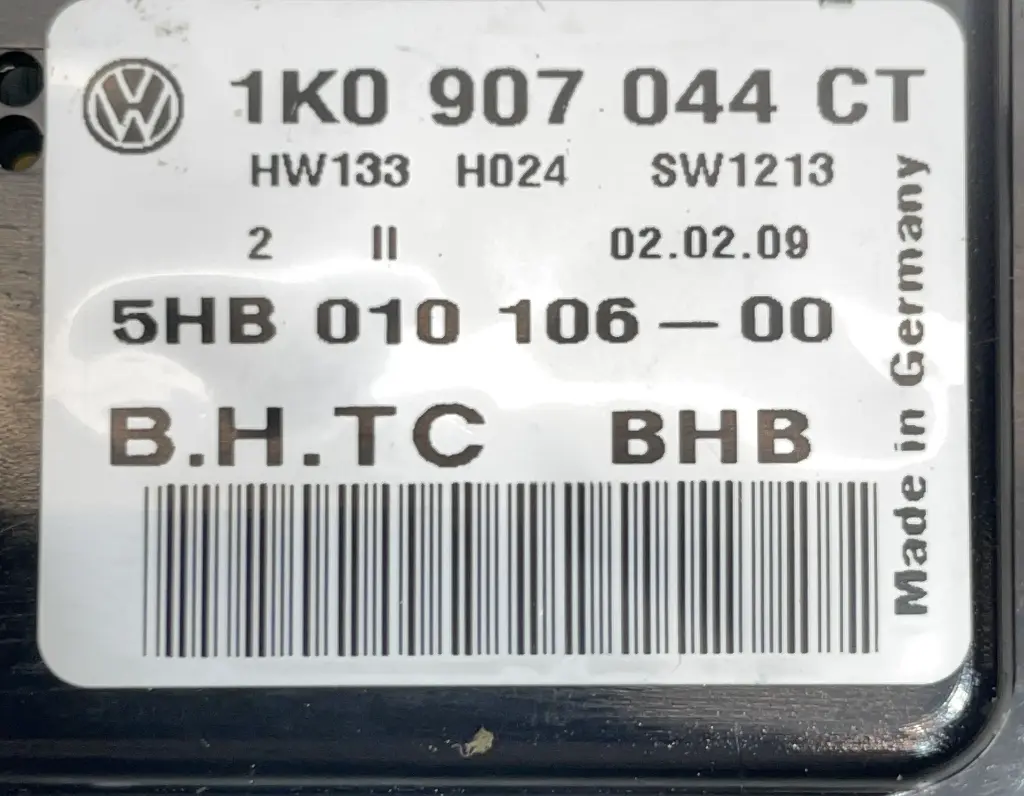 1K0 907 044 CT
HW133 H024 SW1213
2 II 02.02.09
5HB 010 106-00
B.H.TC BHB
Made in Germany